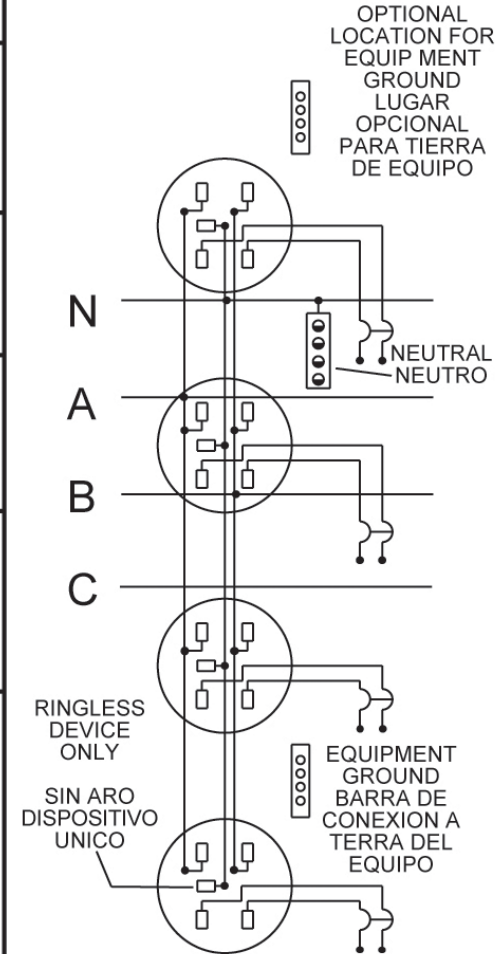 OPTIONAL
LOCATION FOR
EQUIP MENT
GROUND
LUGAR
OPCIONAL
PARA TIERRA
DE EQUIPO
N
NEUTRAL
NEUTRO
A
B
C
RINGLESS
DEVICE
ONLY
SIN ARO
DISPOSITIVO
UNICO
EQUIPMENT
GROUND
BARRA DE
CONEXION A
TERRA DEL
EQUIPO